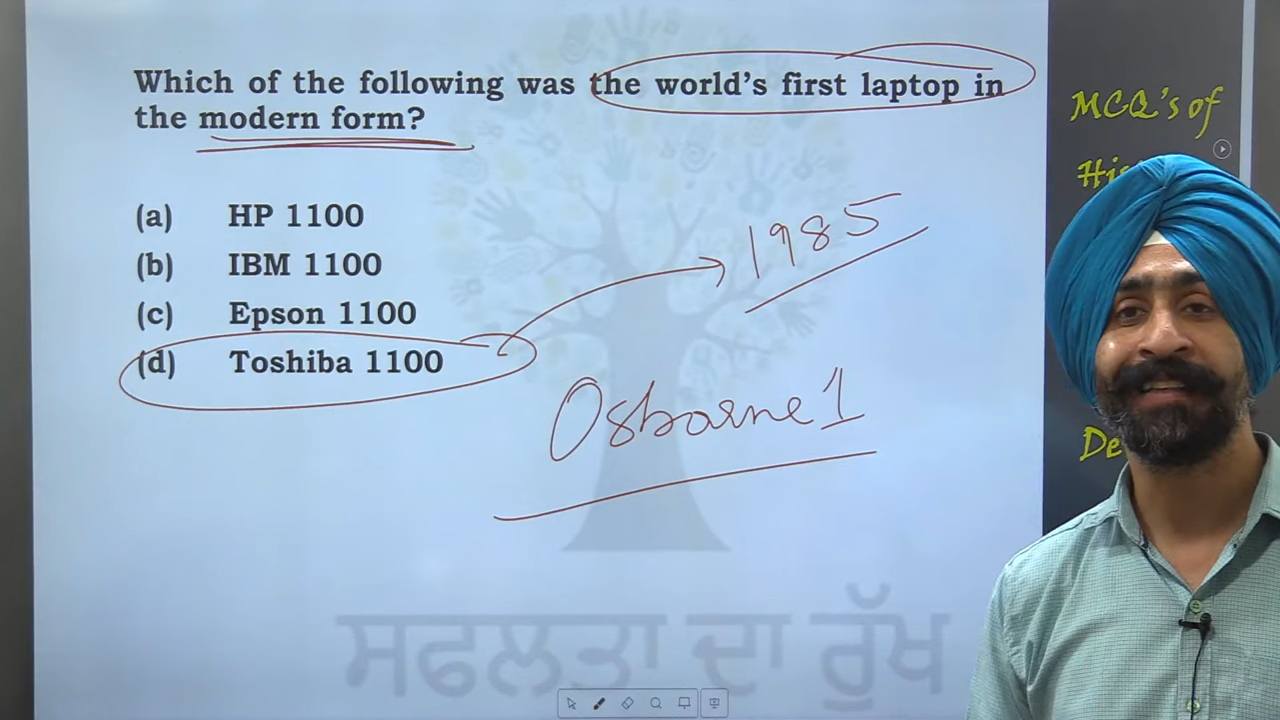 Which of the following was the world's first laptop in
the modern form?
(a) HP 1100
(b) IBM 1100
(c) Epson 1100
(d) Toshiba 1100
1985
Osborne 1
ਸਫਲਤਾ ਦਾ ਰੁੱਖ
MCQ's of